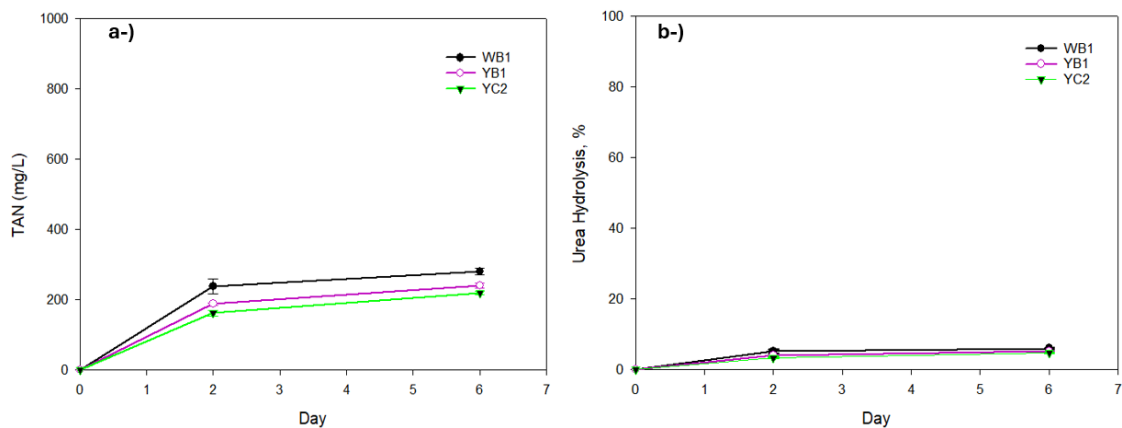 a-)
WB1
YB1
YC2
1000
800
600
400
200
0
TAN (mg/L)
0 1 2 3 4 5 6 7
Day
b-)
WB1
YB1
YC2
100
80
60
40
20
0
Urea Hydrolysis, %
0 1 2 3 4 5 6 7
Day